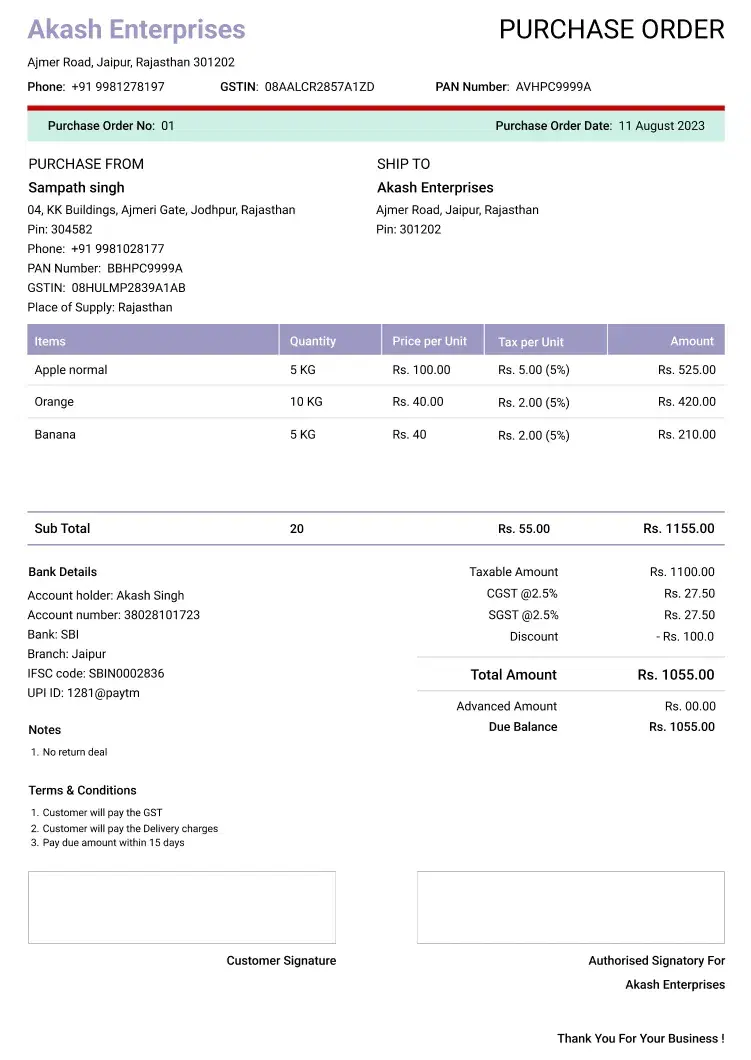 Akash Enterprises
PURCHASE ORDER
Ajmer Road, Jaipur, Rajasthan 301202
Phone: +91 9981278197 GSTIN: 08AALCR2857A1ZD PAN Number: AVHPC9999A
Purchase Order No: 01 Purchase Order Date: 11 August 2023
PURCHASE FROM
Sampath singh
04, KK Buildings, Ajmeri Gate, Jodhpur, Rajasthan
Pin: 304582
Phone: +91 9981028177
PAN Number: BBHPC9999A
GSTIN: 08HULMP2839A1AB
Place of Supply: Rajasthan
SHIP TO
Akash Enterprises
Ajmer Road, Jaipur, Rajasthan
Pin: 301202
Items Quantity Price per Unit Tax per Unit Amount
Apple normal 5 KG Rs. 100.00 Rs. 5.00 (5%) Rs. 525.00
Orange 10 KG Rs. 40.00 Rs. 2.00 (5%) Rs. 420.00
Banana 5 KG Rs. 40 Rs. 2.00 (5%) Rs. 210.00
Sub Total 20 Rs. 55.00 Rs. 1155.00
Bank Details
Account holder: Akash Singh
Account number: 38028101723
Bank: SBI
Branch: Jaipur
IFSC code: SBIN0002836
UPI ID: 1281@paytm
Taxable Amount Rs. 1100.00
CGST @2.5% Rs. 27.50
SGST @2.5% Rs. 27.50
Discount - Rs. 100.0
Total Amount Rs. 1055.00
Advanced Amount Rs. 00.00
Due Balance Rs. 1055.00
Notes
1. No return deal
Terms & Conditions
1. Customer will pay the GST
2. Customer will pay the Delivery charges
3. Pay due amount within 15 days
Customer Signature
Authorised Signatory For
Akash Enterprises
Thank You For Your Business !